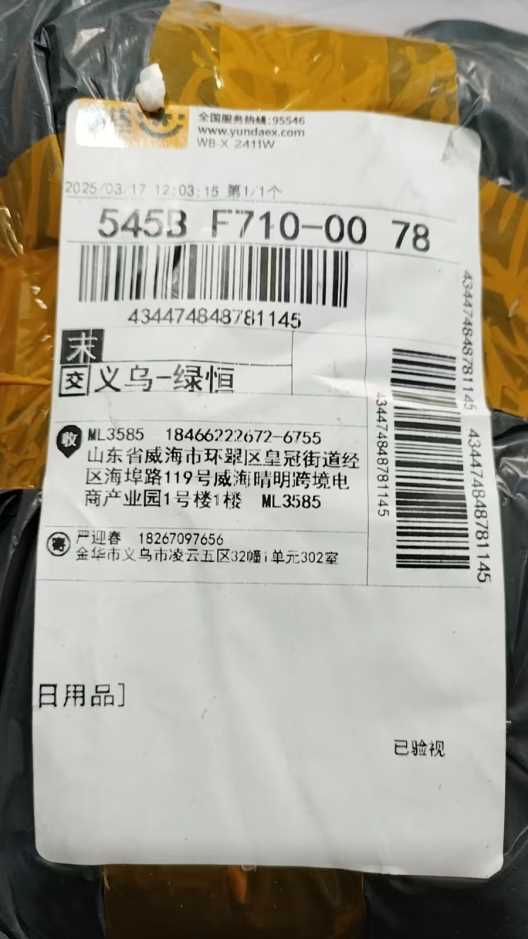 全国服务热线:95546
www.yundaex.com
WB-X 2411W
2025/03/17 12:03:15 第1/1个
545B F710-00 78
434474848781145
末
交 义乌-绿恒
收 ML3585 18466222672-6755
山东省威海市环翠区皇冠街道经
区海埠路119号威海晴明跨境电
商产业园1号楼1楼 ML3585
寄 严迎春 18267097656
金华市义乌市凌云五区32幢1单元302室
434474848781145
434474848781145
434474848781145
日用品]
已验视